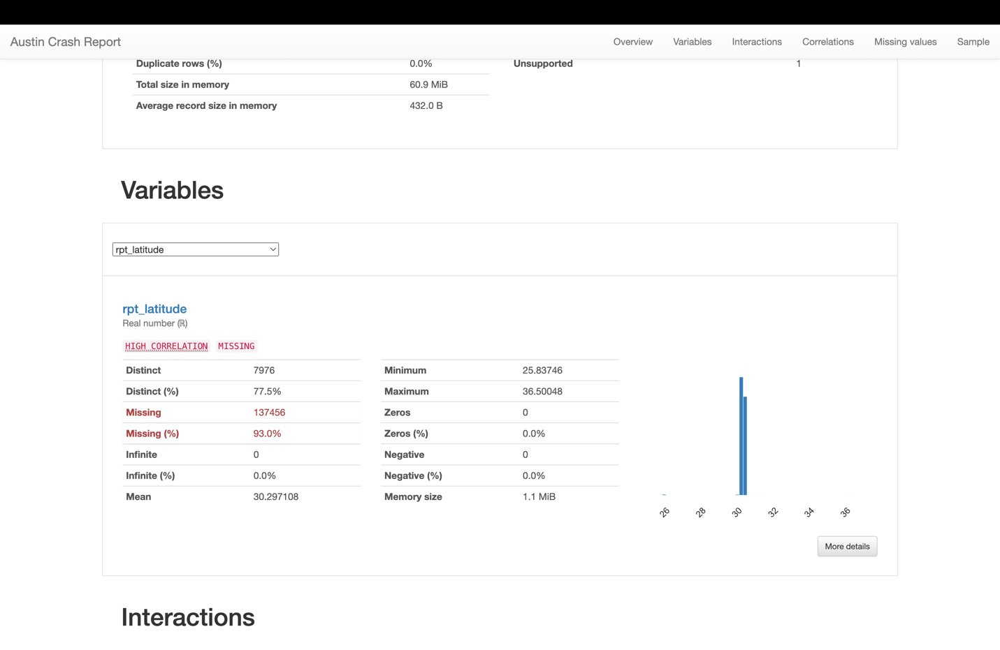 Austin Crash Report Overview Variables Interactions Correlations Missing values Sample
Duplicate rows (%) 0.0% Unsupported 1
Total size in memory 60.9 MiB
Average record size in memory 432.0 B
Variables
rpt_latitude
rpt_latitude
Real number (ℝ)
HIGH CORRELATION MISSING
Distinct 7976 Minimum 25.83746
Distinct (%) 77.5% Maximum 36.50048
Missing 137456 Zeros 0
Missing (%) 93.0% Zeros (%) 0.0%
Infinite 0 Negative 0
Infinite (%) 0.0% Negative (%) 0.0%
Mean 30.297108 Memory size 1.1 MiB
26 28 30 32 34 36
More details
Interactions